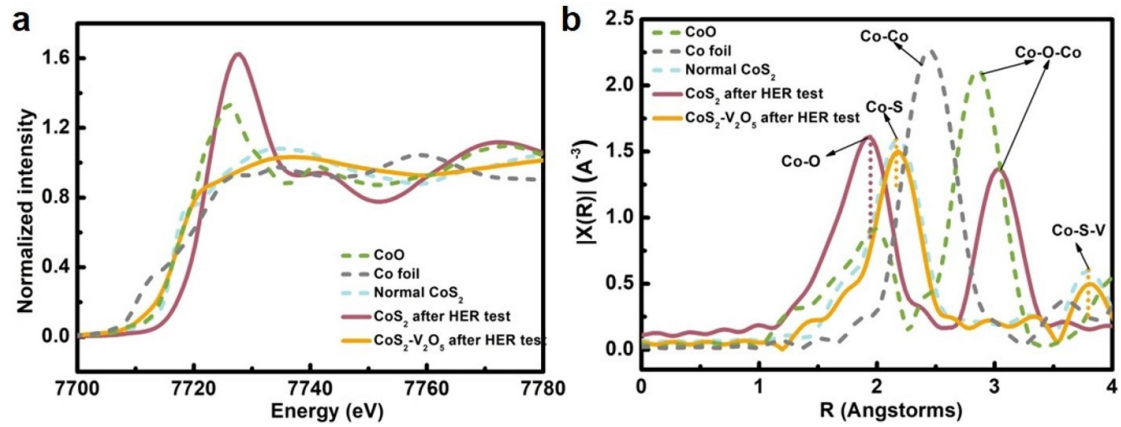 a
1.6
1.2
0.8
0.4
0.0
Normalized intensity
CoO
Co foil
Normal CoS₂
CoS₂ after HER test
CoS₂-V₂O₅ after HER test
7700
7720
7740
7760
7780
Energy (eV)
b
2.5
2.0
1.5
1.0
0.5
0.0
|X(R)| (A⁻³)
CoO
Co foil
Normal CoS₂
CoS₂ after HER test
CoS₂-V₂O₅ after HER test
Co-Co
Co-O-Co
Co-S
Co-O
Co-S-V
0
1
2
3
4
R (Angstorms)